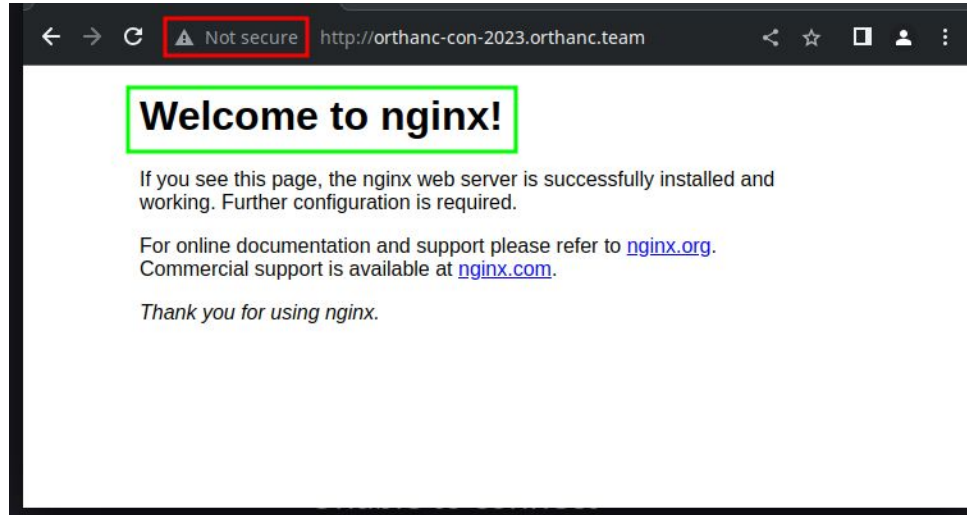 Not secure http://orthanc-con-2023.orthanc.team
Welcome to nginx!
If you see this page, the nginx web server is successfully installed and
working. Further configuration is required.
For online documentation and support please refer to nginx.org.
Commercial support is available at nginx.com.
Thank you for using nginx.